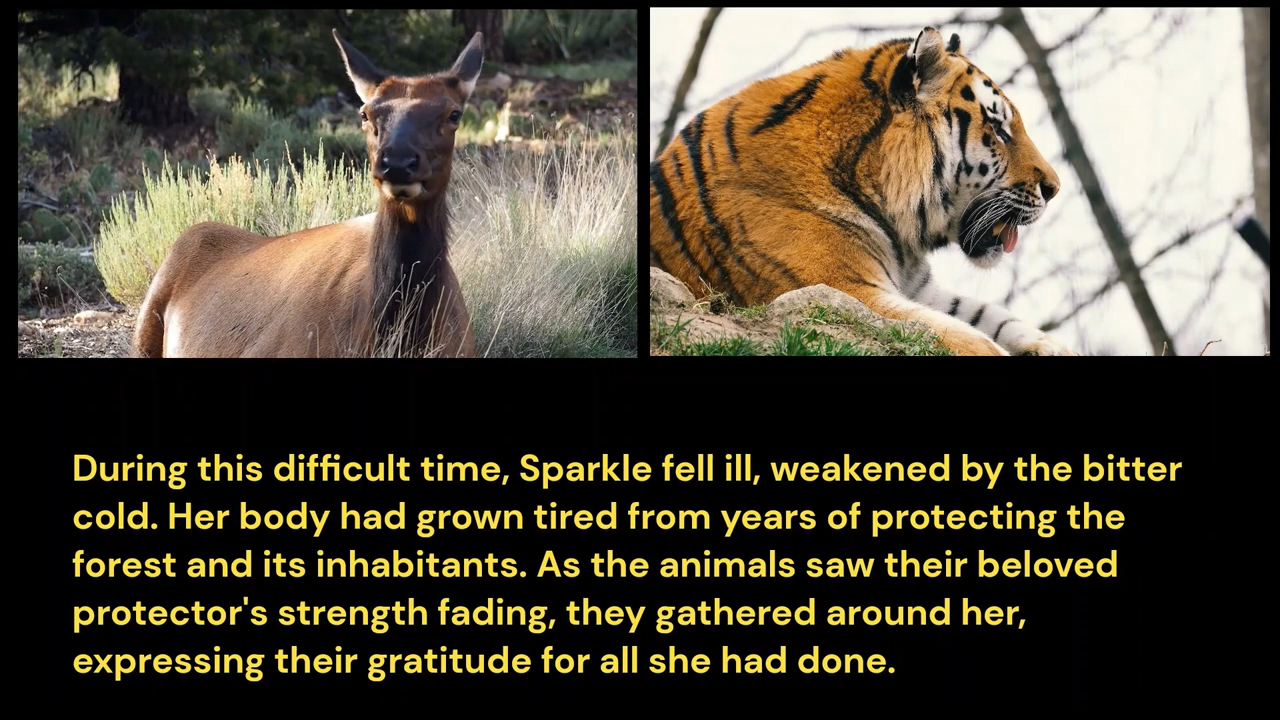 During this difficult time, Sparkle fell ill, weakened by the bitter
cold. Her body had grown tired from years of protecting the
forest and its inhabitants. As the animals saw their beloved
protector's strength fading, they gathered around her,
expressing their gratitude for all she had done.